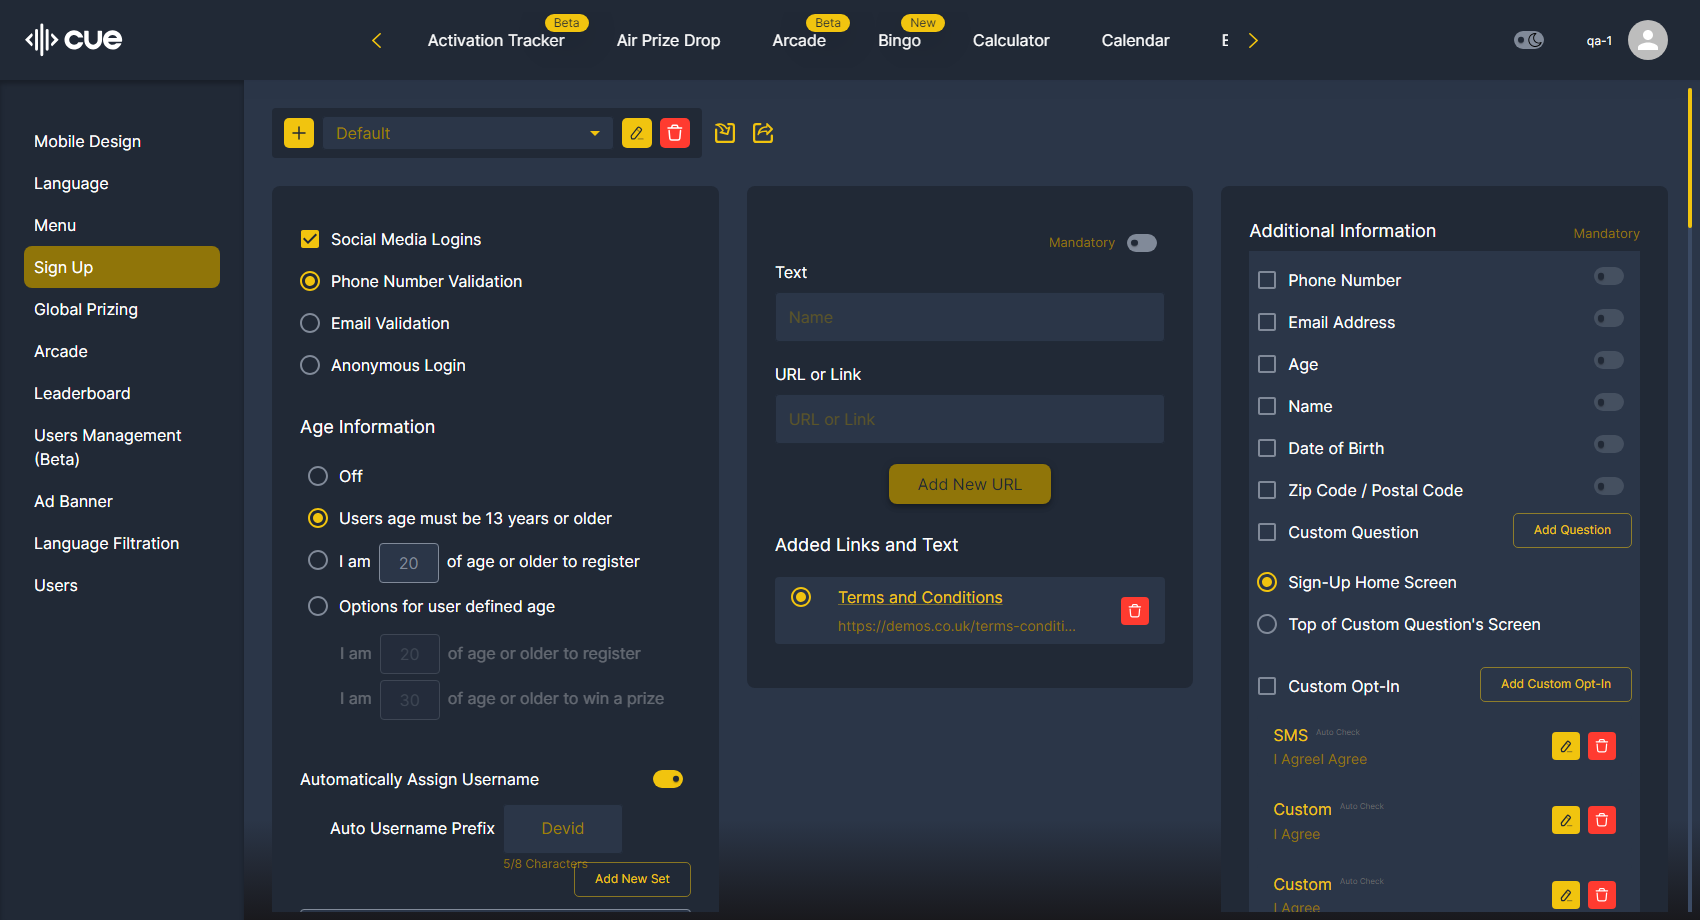 cue
Beta
Beta
New
Activation Tracker
Air Prize Drop
Arcade
Bingo
Calculator
Calendar
qa-1
Mobile Design
Language
Menu
Sign Up
Global Prizing
Arcade
Leaderboard
Users Management
(Beta)
Ad Banner
Language Filtration
Users
Default
Social Media Logins
Phone Number Validation
Email Validation
Anonymous Login
Age Information
Off
Users age must be 13 years or older
I am 20 of age or older to register
Options for user defined age
I am 20 of age or older to register
I am 30 of age or older to win a prize
Automatically Assign Username
Auto Username Prefix Devid
5/8 Characters
Add New Set
Mandatory
Text
Name
URL or Link
URL or Link
Add New URL
Added Links and Text
Terms and Conditions
https://demos.co.uk/terms-conditi...
Additional Information Mandatory
Phone Number
Email Address
Age
Name
Date of Birth
Zip Code / Postal Code
Custom Question Add Question
Sign-Up Home Screen
Top of Custom Question's Screen
Custom Opt-In Add Custom Opt-In
SMS Auto Check
I AgreeI Agree
Custom Auto Check
I Agree
Custom Auto Check
I Agree